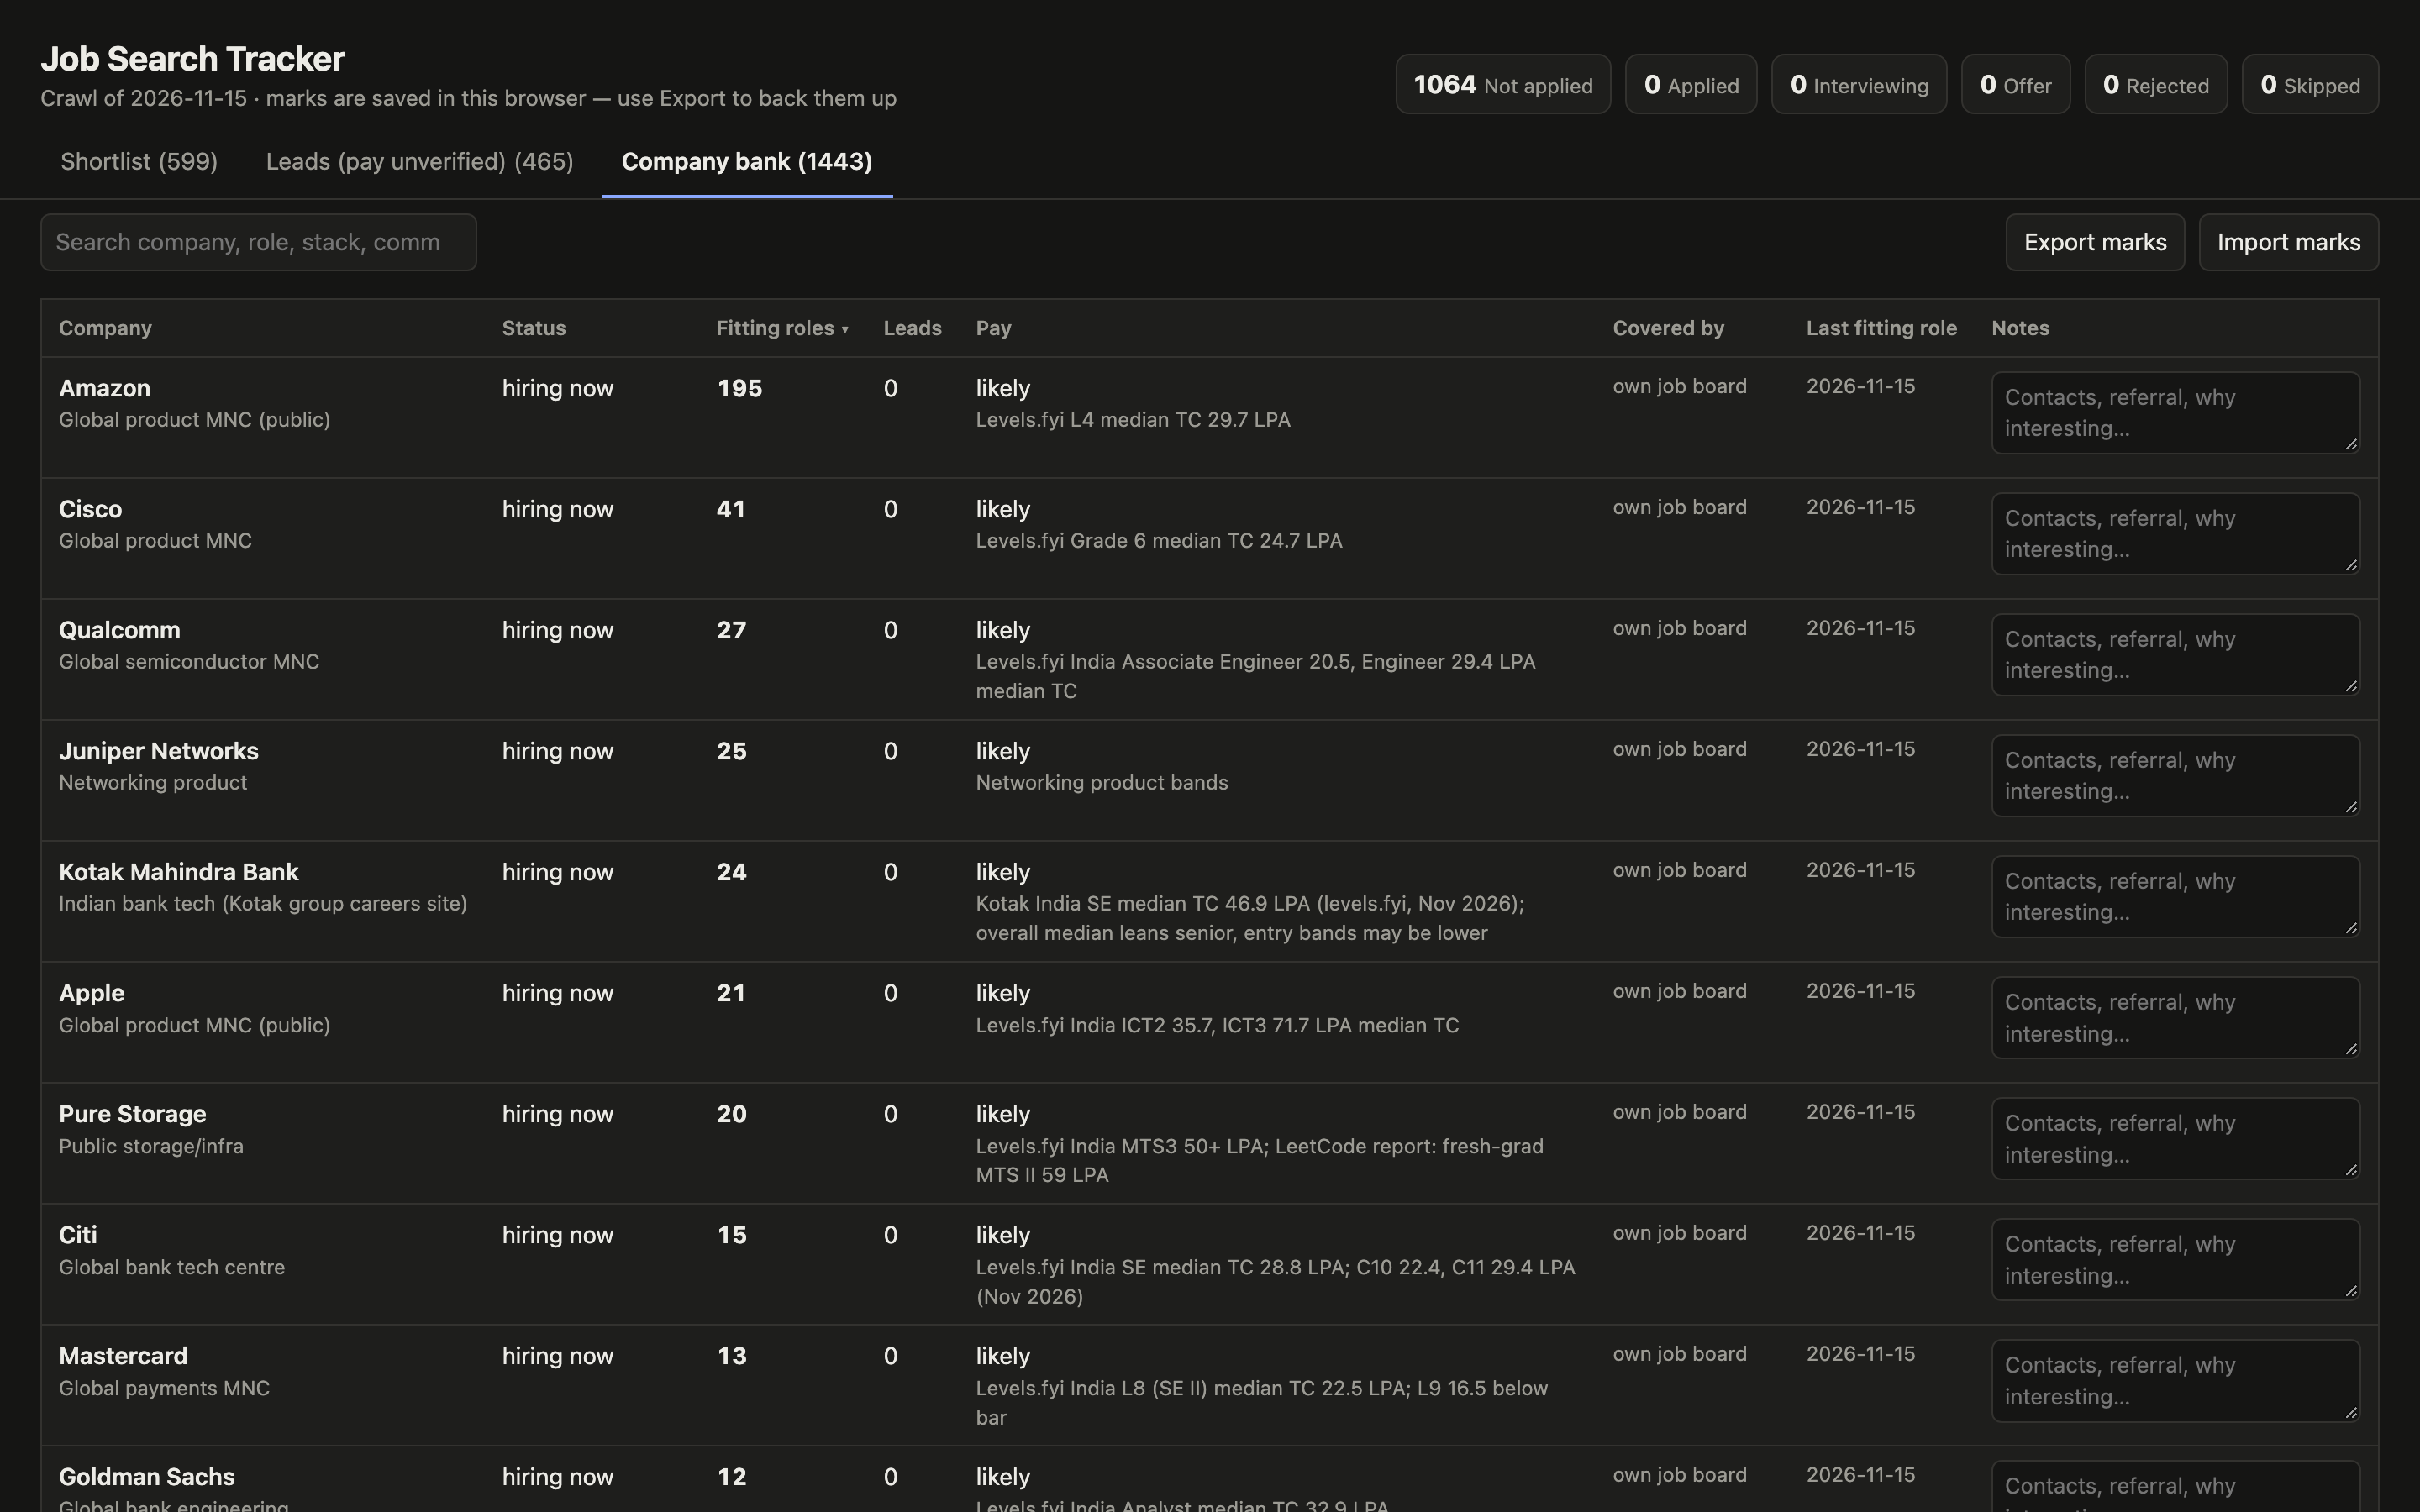 Job Search Tracker
Crawl of 2026-11-15 · marks are saved in this browser — use Export to back them up
1064 Not applied
0 Applied
0 Interviewing
0 Offer
0 Rejected
0 Skipped
Shortlist (599)
Leads (pay unverified) (465)
Company bank (1443)
Search company, role, stack, comm
Export marks
Import marks
Company Status Fitting roles ▾ Leads Pay Covered by Last fitting role Notes
Amazon hiring now 195 0 likely own job board 2026-11-15 Contacts, referral, why
Global product MNC (public) Levels.fyi L4 median TC 29.7 LPA interesting...
Cisco hiring now 41 0 likely own job board 2026-11-15 Contacts, referral, why
Global product MNC Levels.fyi Grade 6 median TC 24.7 LPA interesting...
Qualcomm hiring now 27 0 likely own job board 2026-11-15 Contacts, referral, why
Global semiconductor MNC Levels.fyi India Associate Engineer 20.5, Engineer 29.4 LPA interesting...
median TC
Juniper Networks hiring now 25 0 likely own job board 2026-11-15 Contacts, referral, why
Networking product Networking product bands interesting...
Kotak Mahindra Bank hiring now 24 0 likely own job board 2026-11-15 Contacts, referral, why
Indian bank tech (Kotak group careers site) Kotak India SE median TC 46.9 LPA (levels.fyi, Nov 2026); interesting...
overall median leans senior, entry bands may be lower
Apple hiring now 21 0 likely own job board 2026-11-15 Contacts, referral, why
Global product MNC (public) Levels.fyi India ICT2 35.7, ICT3 71.7 LPA median TC interesting...
Pure Storage hiring now 20 0 likely own job board 2026-11-15 Contacts, referral, why
Public storage/infra Levels.fyi India MTS3 50+ LPA; LeetCode report: fresh-grad interesting...
MTS II 59 LPA
Citi hiring now 15 0 likely own job board 2026-11-15 Contacts, referral, why
Global bank tech centre Levels.fyi India SE median TC 28.8 LPA; C10 22.4, C11 29.4 LPA interesting...
(Nov 2026)
Mastercard hiring now 13 0 likely own job board 2026-11-15 Contacts, referral, why
Global payments MNC Levels.fyi India L8 (SE II) median TC 22.5 LPA; L9 16.5 below interesting...
bar
Goldman Sachs hiring now 12 0 likely own job board 2026-11-15 Contacts, referral, why
Global bank engineering Levels.fyi India Analyst median TC 32.9 LPA